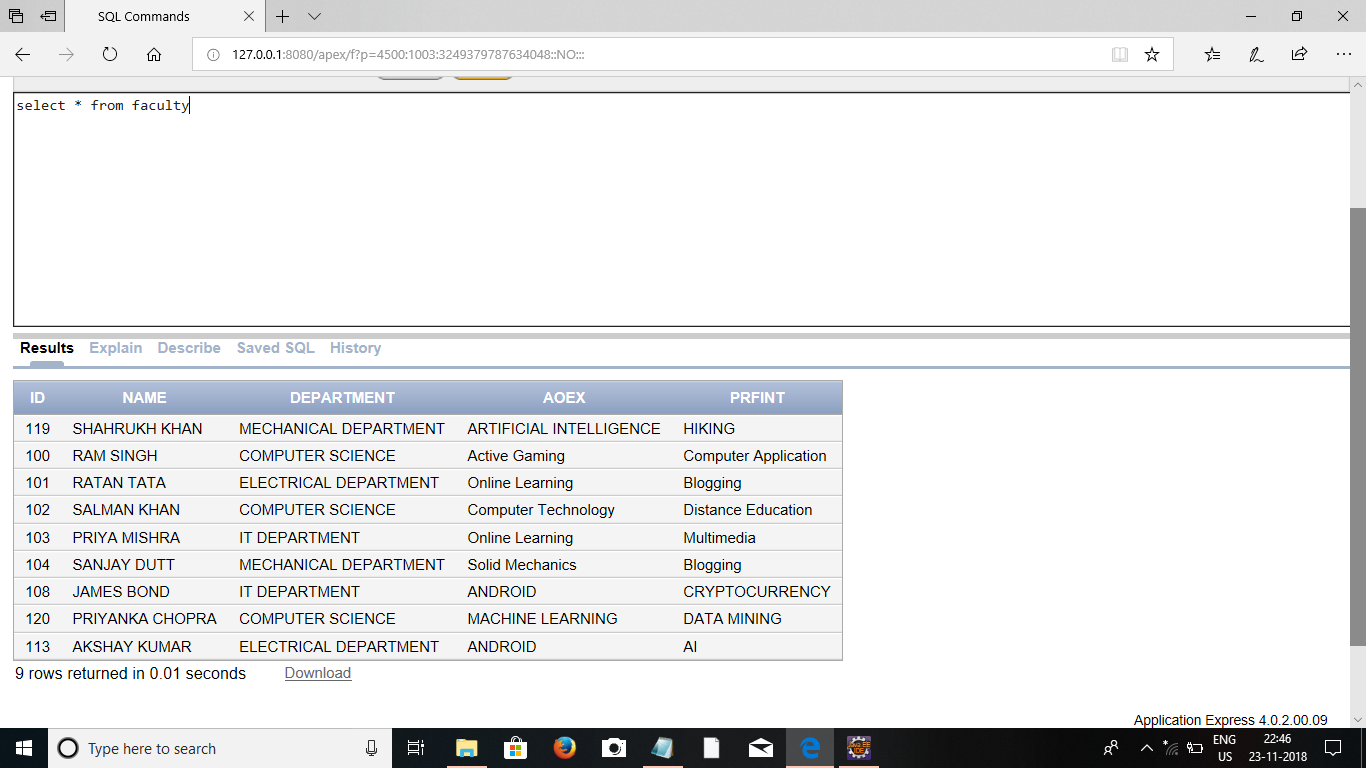 SQL Commands
127.0.0.1:8080/apex/f?p=4500:1003:3249379787634048::NO:::
select * from faculty
Results Explain Describe Saved SQL History
ID NAME DEPARTMENT AOEX PRFINT
119 SHAHRUKH KHAN MECHANICAL DEPARTMENT ARTIFICIAL INTELLIGENCE HIKING
100 RAM SINGH COMPUTER SCIENCE Active Gaming Computer Application
101 RATAN TATA ELECTRICAL DEPARTMENT Online Learning Blogging
102 SALMAN KHAN COMPUTER SCIENCE Computer Technology Distance Education
103 PRIYA MISHRA IT DEPARTMENT Online Learning Multimedia
104 SANJAY DUTT MECHANICAL DEPARTMENT Solid Mechanics Blogging
108 JAMES BOND IT DEPARTMENT ANDROID CRYPTOCURRENCY
120 PRIYANKA CHOPRA COMPUTER SCIENCE MACHINE LEARNING DATA MINING
113 AKSHAY KUMAR ELECTRICAL DEPARTMENT ANDROID AI
9 rows returned in 0.01 seconds Download
Application Express 4.0.2.00.09
Type here to search
ENG 22:46
US 23-11-2018